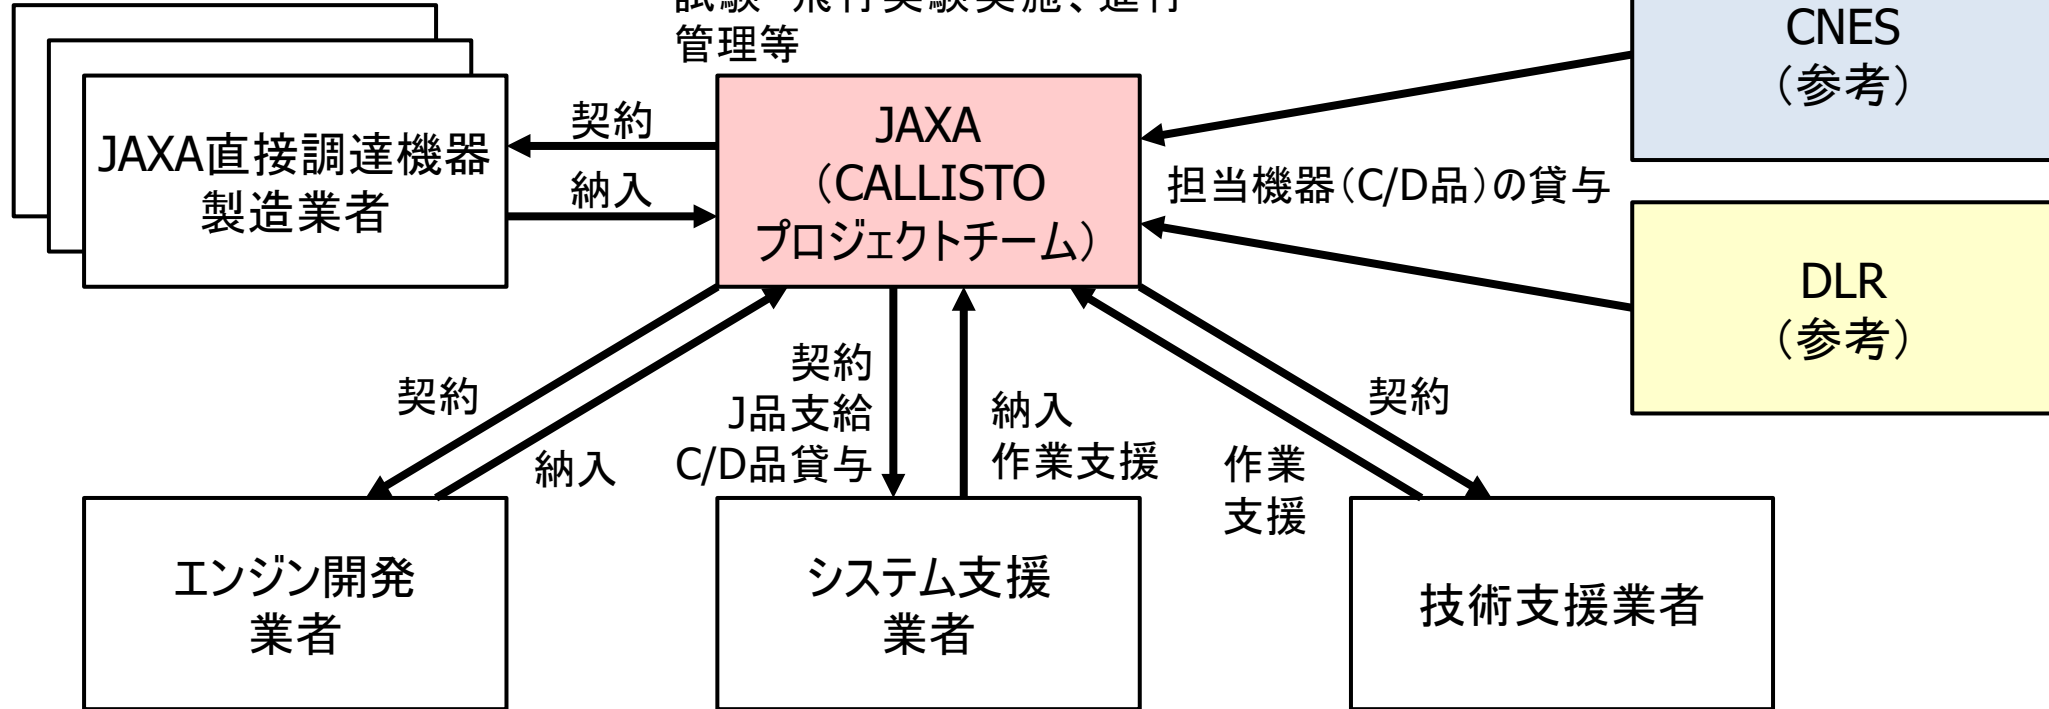 管理等
CNES
（参考）
JAXA直接調達機器
製造業者
契約
納入
JAXA
（CALLISTO
プロジェクトチーム）
担当機器（C/D品）の貸与
DLR
（参考）
契約
納入
契約
J品支給
C/D品貸与
納入
作業支援
作業
支援
契約
エンジン開発
業者
システム支援
業者
技術支援業者